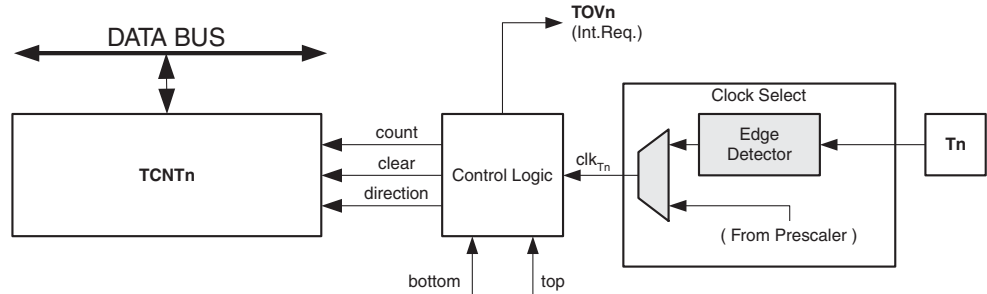 TOVn
(Int.Req.)
DATA BUS
Clock Select
count
Edge
Detector
Tn
clear
TCNTn
Control Logic
clkTn
direction
( From Prescaler )
bottom
top